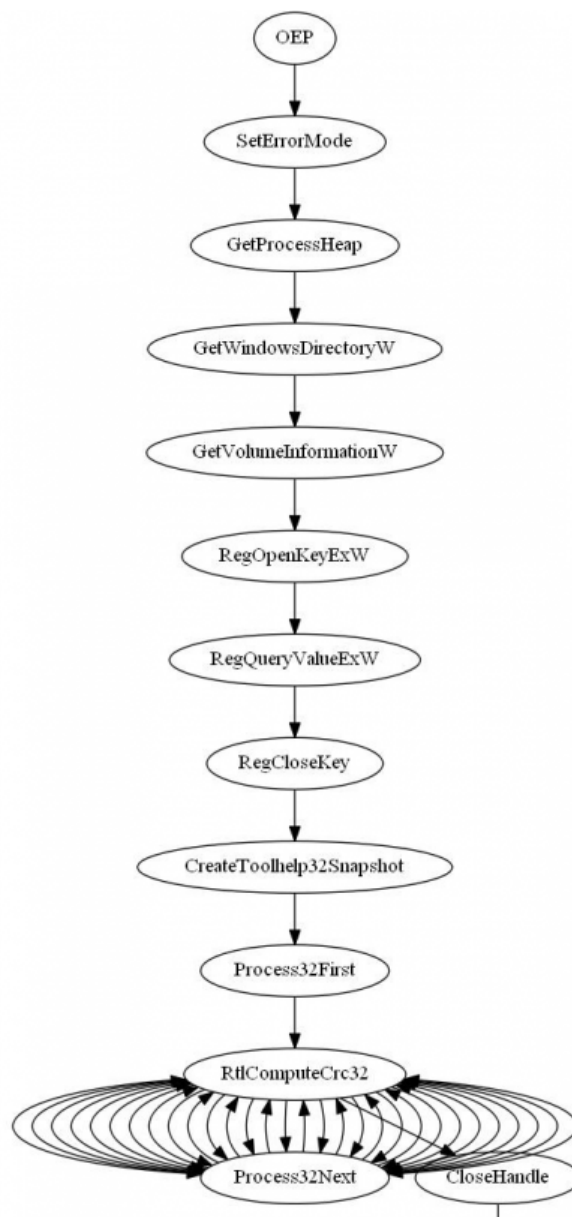 OEP
SetErrorMode
GetProcessHeap
GetWindowsDirectoryW
GetVolumeInformationW
RegOpenKeyExW
RegQueryValueExW
RegCloseKey
CreateToolhelp32Snapshot
Process32First
RtlComputeCrc32
Process32Next
CloseHandle